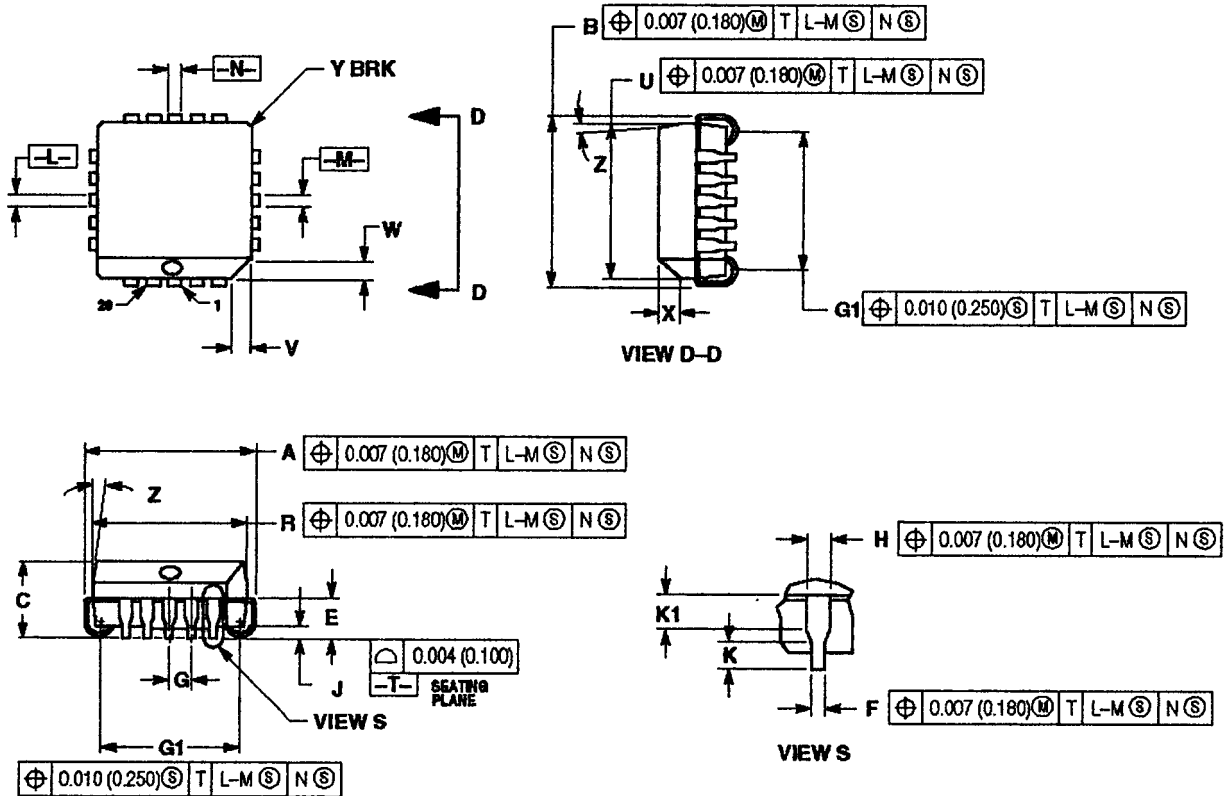 B ⌖ 0.007 (0.180)Ⓜ T L–M Ⓢ N Ⓢ
–N–
Y BRK
U ⌖ 0.007 (0.180)Ⓜ T L–M Ⓢ N Ⓢ
D
Z
–L–
–M–
W
D
20
1
V
X
G1 ⌖ 0.010 (0.250)Ⓢ T L–M Ⓢ N Ⓢ
VIEW D–D
A ⌖ 0.007 (0.180)Ⓜ T L–M Ⓢ N Ⓢ
Z
R ⌖ 0.007 (0.180)Ⓜ T L–M Ⓢ N Ⓢ
H ⌖ 0.007 (0.180)Ⓜ T L–M Ⓢ N Ⓢ
C
E
K1
K
G
J
⌓ 0.004 (0.100)
–T– SEATING
PLANE
VIEW S
F ⌖ 0.007 (0.180)Ⓜ T L–M Ⓢ N Ⓢ
G1
VIEW S
⌖ 0.010 (0.250)Ⓢ T L–M Ⓢ N Ⓢ